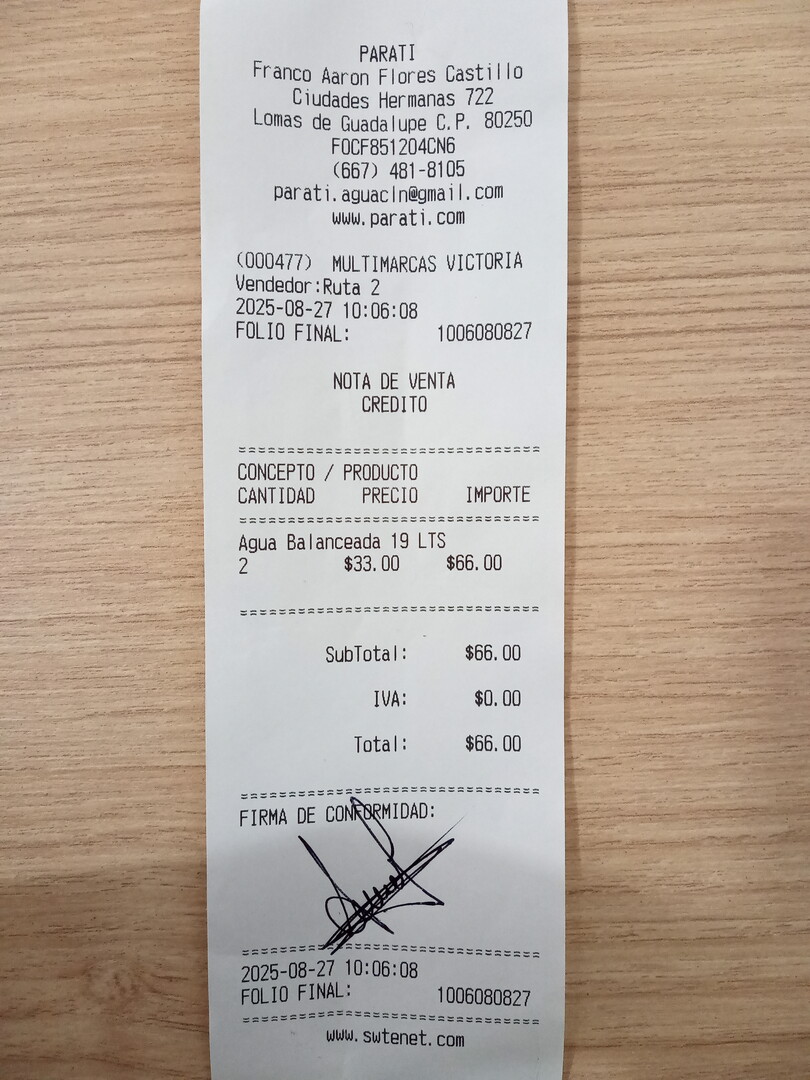 PARATI
Franco Aaron Flores Castillo
Ciudades Hermanas 722
Lomas de Guadalupe C.P. 80250
FOCF851204CN6
(667) 481-8105
parati.aguacln@gmail.com
www.parati.com
(000477) MULTIMARCAS VICTORIA
Vendedor:Ruta 2
2025-08-27 10:06:08
FOLIO FINAL: 1006080827
NOTA DE VENTA
CREDITO
CONCEPTO / PRODUCTO
CANTIDAD PRECIO IMPORTE
Agua Balanceada 19 LTS
2 $33.00 $66.00
SubTotal: $66.00
IVA: $0.00
Total: $66.00
FIRMA DE CONFORMIDAD:
2025-08-27 10:06:08
FOLIO FINAL: 1006080827
www.swtenet.com